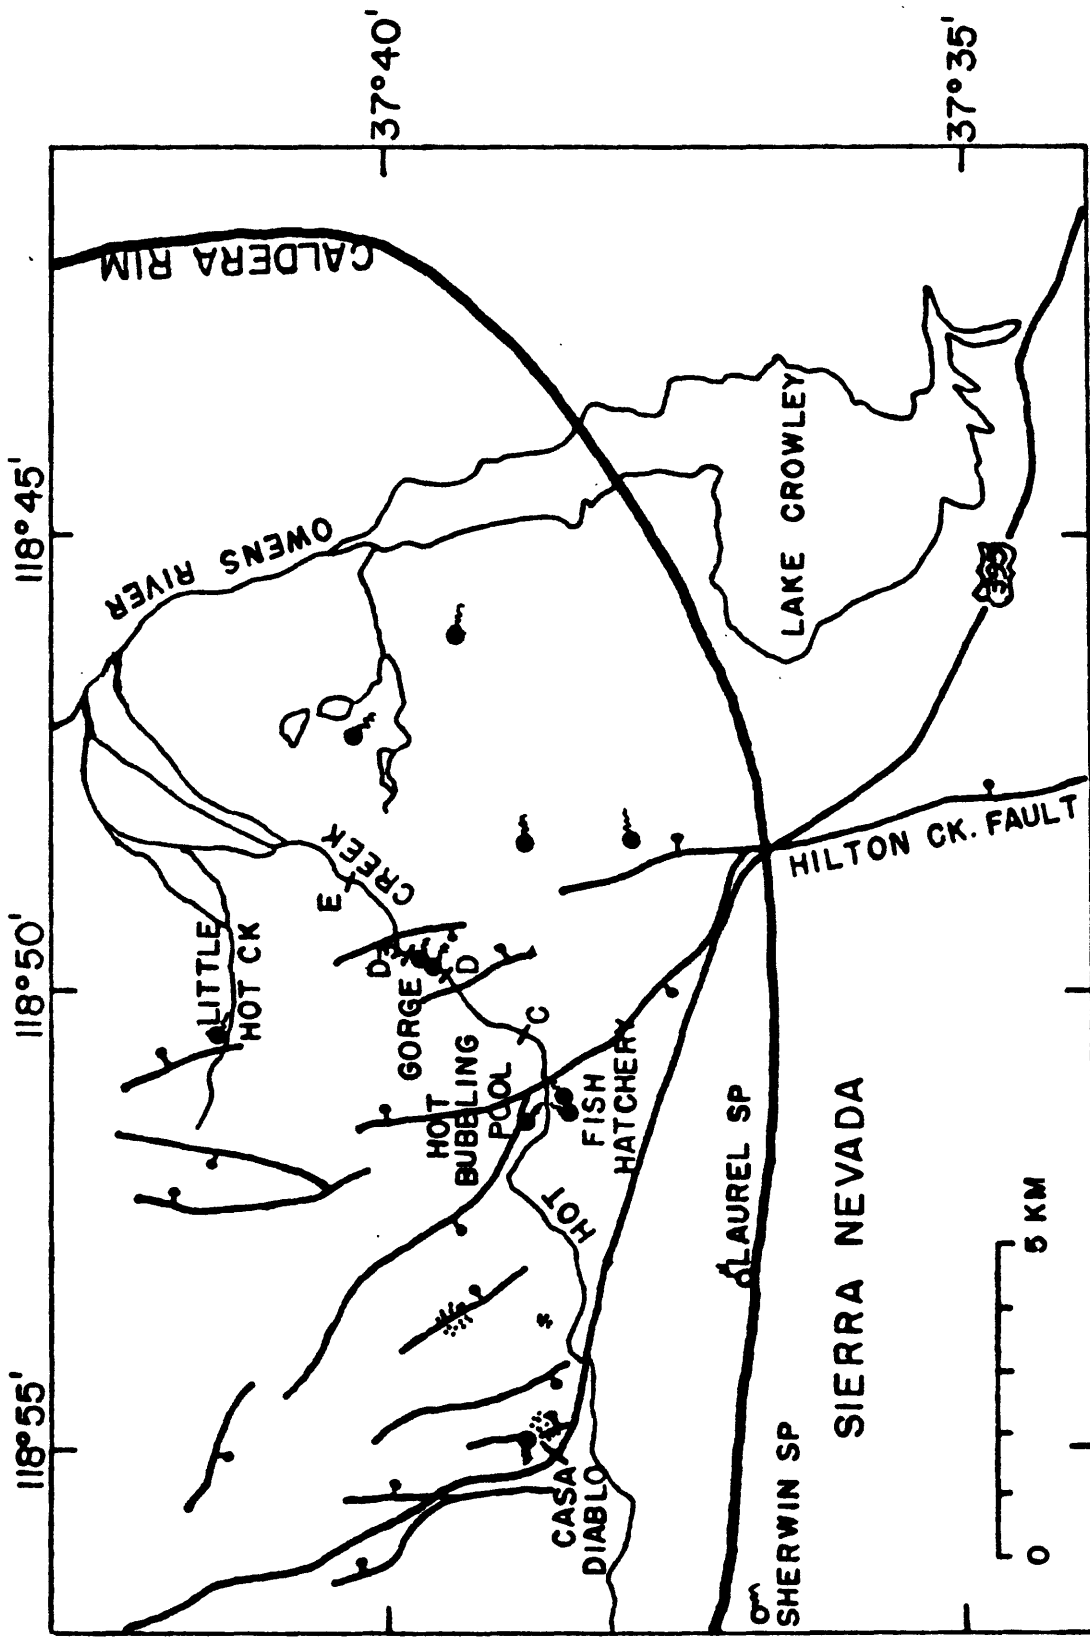 118°55'
118°50'
118°45'
37°40'
37°35'
CALDERA RIM
OWENS RIVER
LITTLE
HOT CK
E
CREEK
D'
GORGE
D
C
HOT
BUBBLING
POOL
FISH
HATCHERY
HOT
CASA
DIABLO
LAKE CROWLEY
395
HILTON CK. FAULT
LAUREL SP
SHERWIN SP
SIERRA NEVADA
0
5 KM